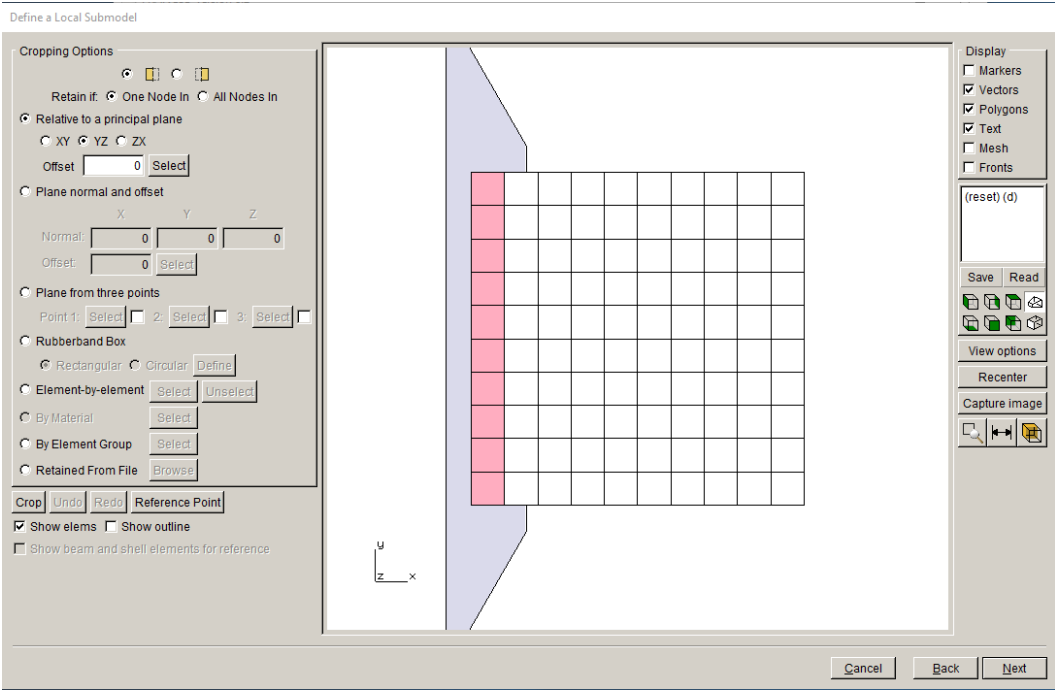 Define a Local Submodel
Cropping Options
Retain if: One Node In All Nodes In
Relative to a principal plane
XY YZ ZX
Offset 0 Select
Plane normal and offset
X Y Z
Normal: 0 0 0
Offset: 0 Select
Plane from three points
Point 1: Select 2: Select 3: Select
Rubberband Box
Rectangular Circular Define
Element-by-element Select Unselect
By Material Select
By Element Group Select
Retained From File Browse
Crop Undo Redo Reference Point
Show elems Show outline
Show beam and shell elements for reference
y
z x
Display
Markers
Vectors
Polygons
Text
Mesh
Fronts
(reset) (d)
Save Read
View options
Recenter
Capture image
Cancel Back Next